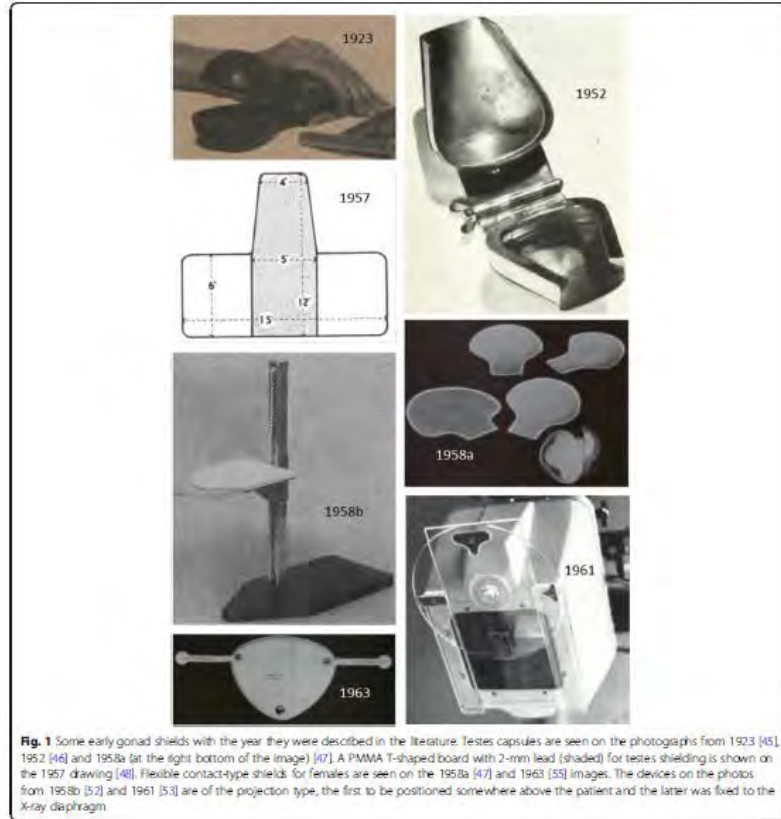 1923
1952
1957
4'
5'
6'
12'
15'
1958a
1958b
1961
1963
Fig. 1 Some early gonad shields with the year they were described in the literature. Testes capsules are seen on the photographs from 1923 [45],
1952 [46] and 1958a (at the right bottom of the image) [47]. A PMMA T-shaped board with 2-mm lead (shaded) for testes shielding is shown on
the 1957 drawing [48]. Flexible contact-type shields for females are seen on the 1958a [47] and 1963 [55] images. The devices on the photos
from 1958b [52] and 1961 [53] are of the projection type, the first to be positioned somewhere above the patient and the latter was fixed to the
X-ray diaphragm